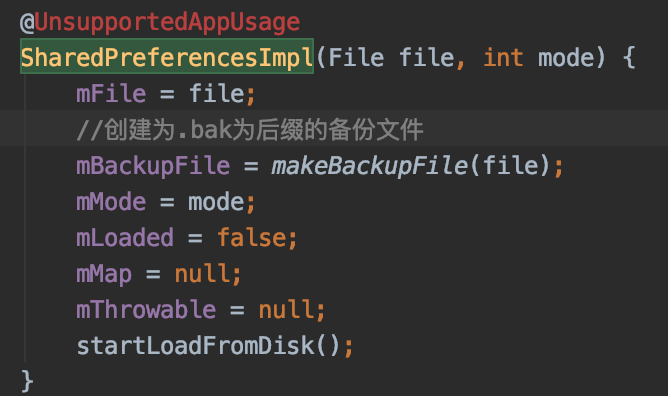 @UnsupportedAppUsage
SharedPreferencesImpl(File file, int mode) {
    mFile = file;
    //创建为.bak为后缀的备份文件
    mBackupFile = makeBackupFile(file);
    mMode = mode;
    mLoaded = false;
    mMap = null;
    mThrowable = null;
    startLoadFromDisk();
}